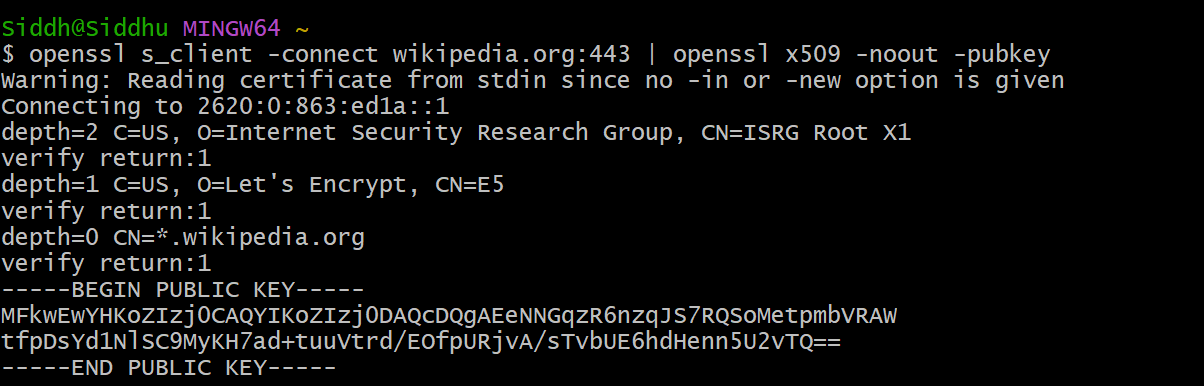 Siddh@Siddhu MINGW64 ~
$ openssl s_client -connect wikipedia.org:443 | openssl x509 -noout -pubkey
Warning: Reading certificate from stdin since no -in or -new option is given
Connecting to 2620:0:863:ed1a::1
depth=2 C=US, O=Internet Security Research Group, CN=ISRG Root X1
verify return:1
depth=1 C=US, O=Let's Encrypt, CN=E5
verify return:1
depth=0 CN=*.wikipedia.org
verify return:1
-----BEGIN PUBLIC KEY-----
MFkwEwYHKoZIzj0CAQYIKoZIzj0DAQcDQgAEeNNGqzR6nzqJS7RQSoMetpmbVRAW
tfpDsYd1NlSC9MyKH7ad+tuuVtrd/EOfpURjvA/sTvbUE6hdHenn5U2vTQ==
-----END PUBLIC KEY-----